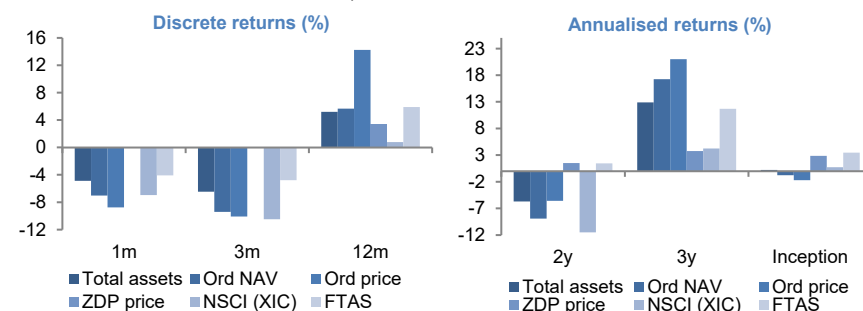 Discrete returns (%)
16
12
8
4
0
-4
-8
-12
1m 3m 12m
Total assets Ord NAV Ord price
ZDP price NSCI (XIC) FTAS
Annualised returns (%)
23
18
13
8
3
-2
-7
-12
2y 3y Inception
Total assets Ord NAV Ord price
ZDP price NSCI (XIC) FTAS